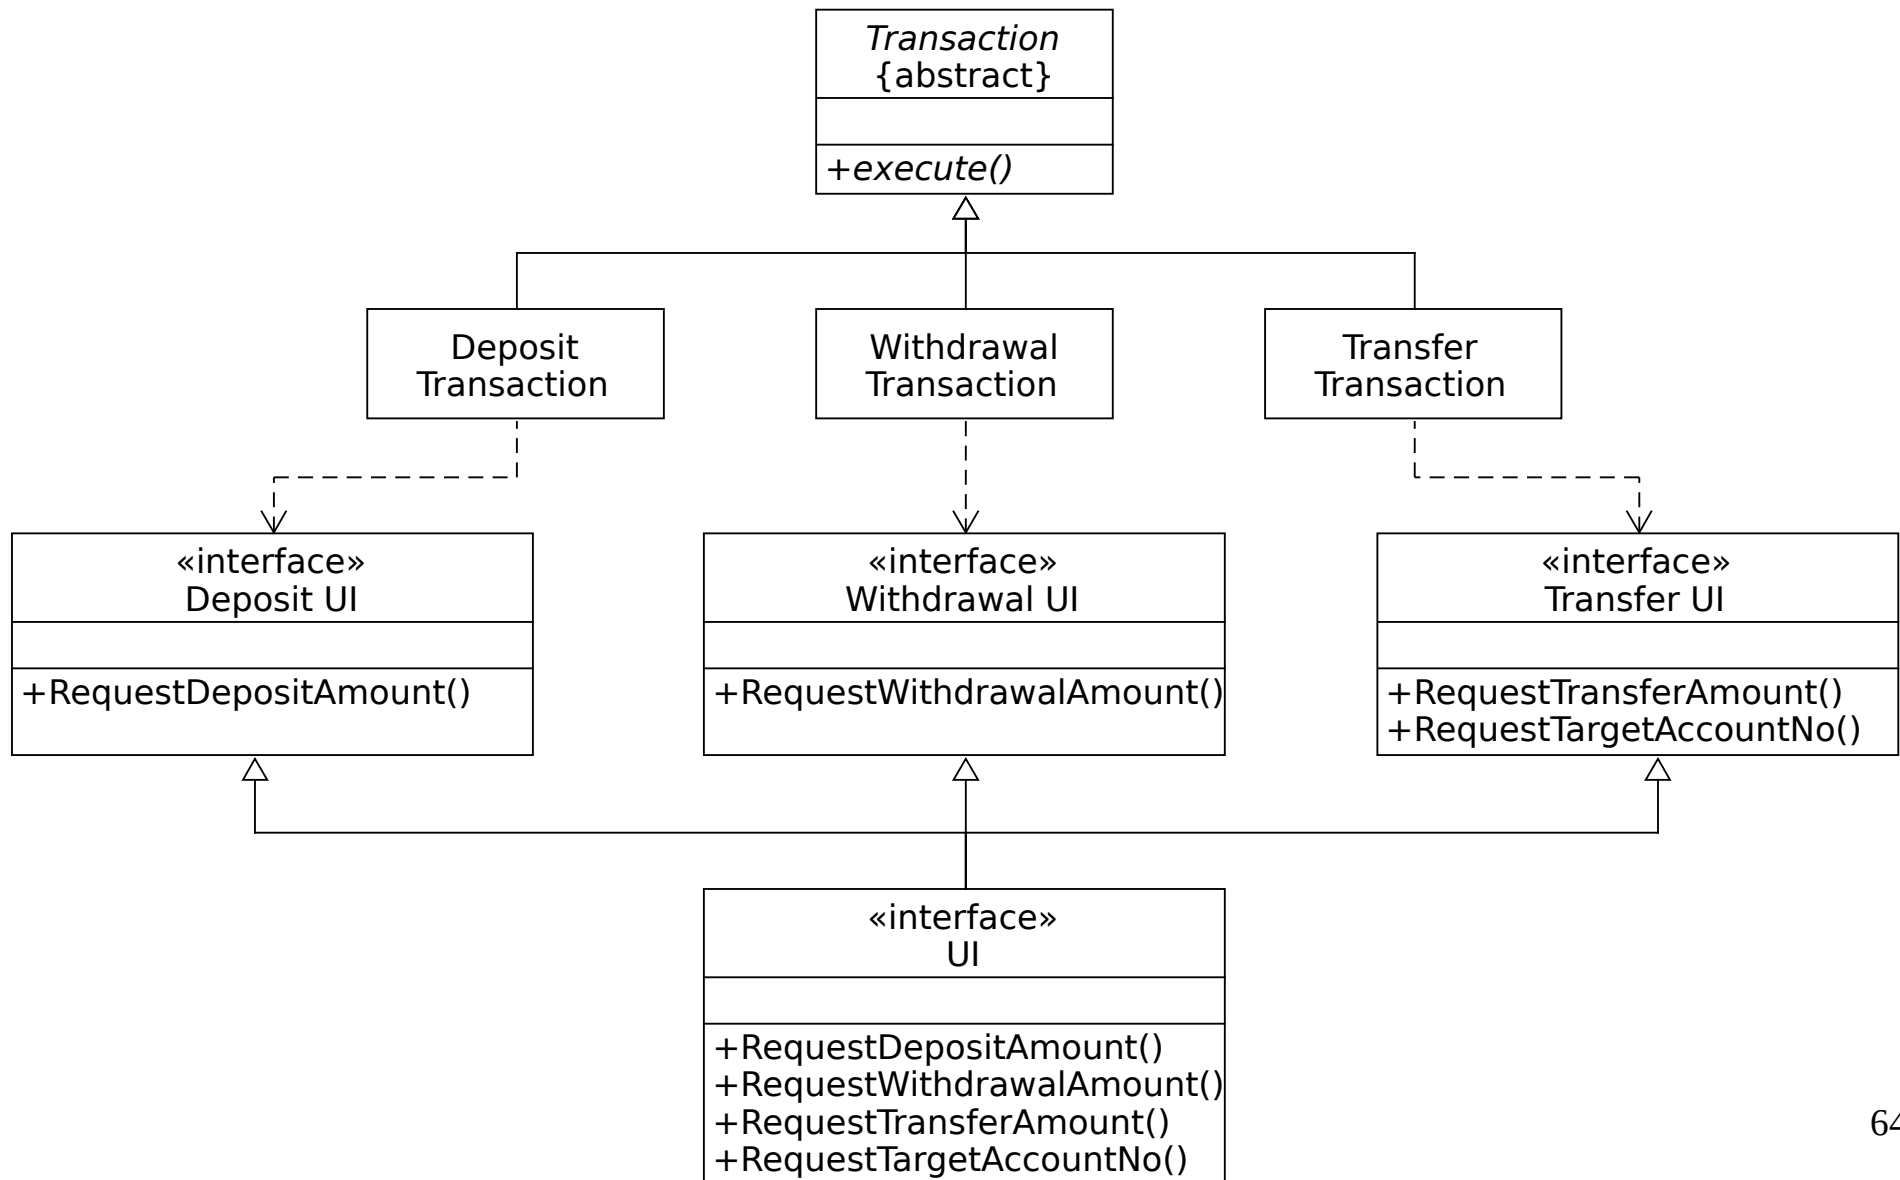 Transaction
{abstract}
+execute()
Deposit
Transaction
Withdrawal
Transaction
Transfer
Transaction
«interface»
Deposit UI
+RequestDepositAmount()
«interface»
Withdrawal UI
+RequestWithdrawalAmount()
«interface»
Transfer UI
+RequestTransferAmount()
+RequestTargetAccountNo()
«interface»
UI
+RequestDepositAmount()
+RequestWithdrawalAmount()
+RequestTransferAmount()
+RequestTargetAccountNo()
64